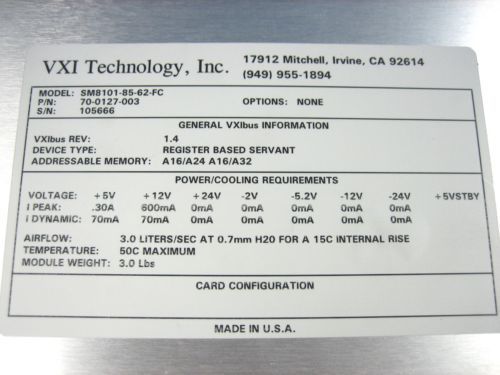 VXI Technology, Inc. 17912 Mitchell, Irvine, CA 92614
(949) 955-1894
MODEL: SM8101-85-62-FC
P/N: 70-0127-003 OPTIONS: NONE
S/N: 105666
GENERAL VXIbus INFORMATION
VXIbus REV: 1.4
DEVICE TYPE: REGISTER BASED SERVANT
ADDRESSABLE MEMORY: A16/A24 A16/A32
POWER/COOLING REQUIREMENTS
VOLTAGE: +5V +12V +24V -2V -5.2V -12V -24V +5VSTBY
I PEAK: .30A 600mA 0mA 0mA 0mA 0mA 0mA
I DYNAMIC: 70mA 70mA 0mA 0mA 0mA 0mA 0mA
AIRFLOW: 3.0 LITERS/SEC AT 0.7mm H20 FOR A 15C INTERNAL RISE
TEMPERATURE: 50C MAXIMUM
MODULE WEIGHT: 3.0 Lbs
CARD CONFIGURATION
MADE IN U.S.A.